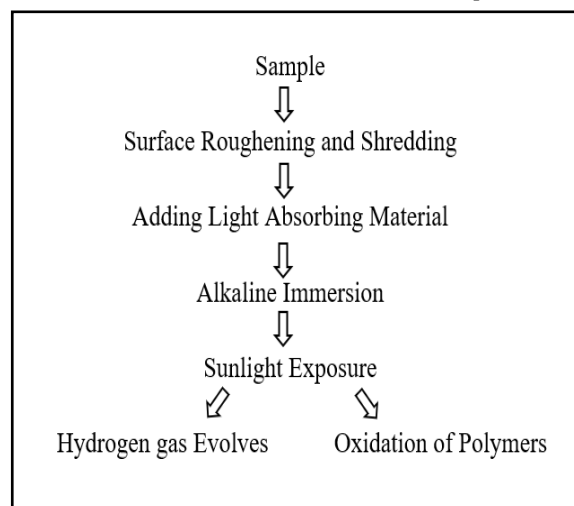 Sample
Surface Roughening and Shredding
Adding Light Absorbing Material
Alkaline Immersion
Sunlight Exposure
Hydrogen gas Evolves Oxidation of Polymers